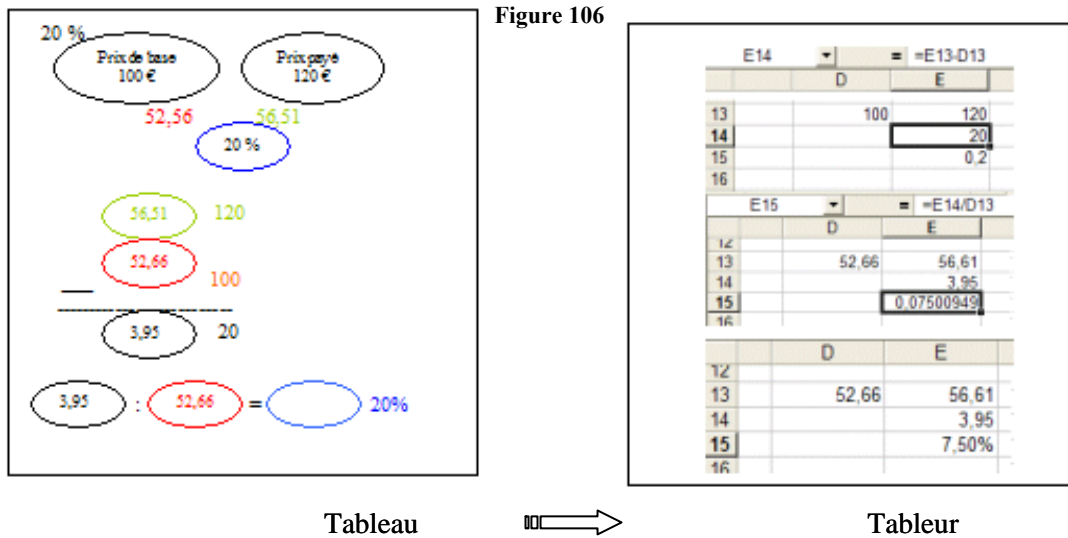 Figure 106
20 %
Prix de base Prix payé
100 € 120 €
52,56 56,51
20 %
56,51 120
52,66
100
3,95 20
3,95 : 52,66 = 20%
E14 = =E13-D13
D E
13 100 120
14 20
15 0,2
16
E15 = =E14/D13
D E
12
13 52,66 56,61
14 3,95
15 0,07500949
16
D E
12
13 52,66 56,61
14 3,95
15 7,50%
16
Tableau Tableur